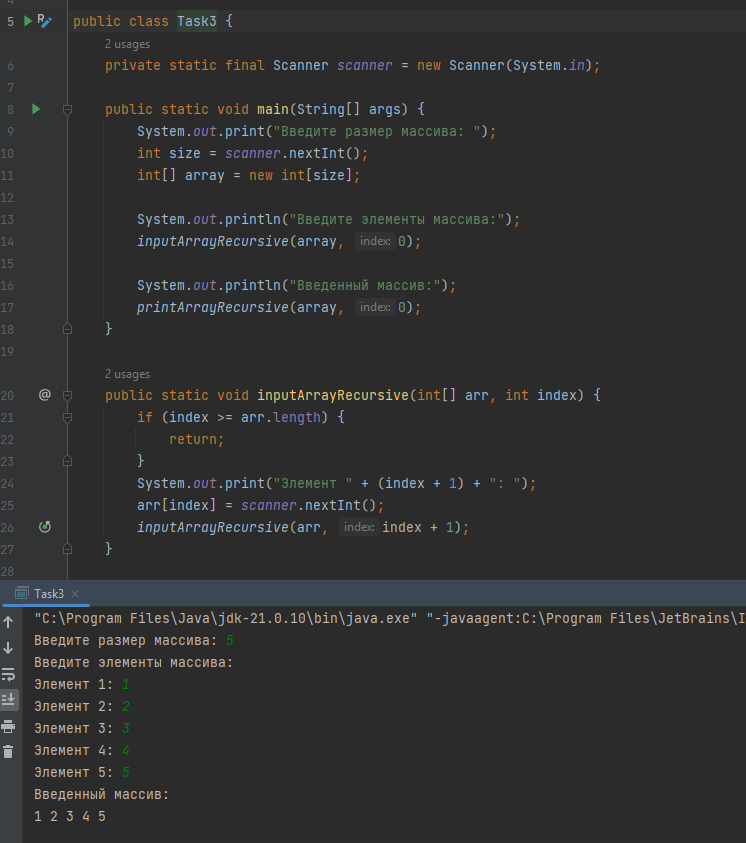 4
5 public class Task3 {
2 usages
6 private static final Scanner scanner = new Scanner(System.in);
7
8 public static void main(String[] args) {
9 System.out.print("Введите размер массива: ");
10 int size = scanner.nextInt();
11 int[] array = new int[size];
12
13 System.out.println("Введите элементы массива:");
14 inputArrayRecursive(array, index: 0);
15
16 System.out.println("Введенный массив:");
17 printArrayRecursive(array, index: 0);
18 }
19
2 usages
20 @ public static void inputArrayRecursive(int[] arr, int index) {
21 if (index >= arr.length) {
22 return;
23 }
24 System.out.print("Элемент " + (index + 1) + ": ");
25 arr[index] = scanner.nextInt();
26 inputArrayRecursive(arr, index: index + 1);
27 }
28
Task3 ×
"C:\Program Files\Java\jdk-21.0.10\bin\java.exe" "-javaagent:C:\Program Files\JetBrains\I
Введите размер массива: 5
Введите элементы массива:
Элемент 1: 1
Элемент 2: 2
Элемент 3: 3
Элемент 4: 4
Элемент 5: 5
Введенный массив:
1 2 3 4 5